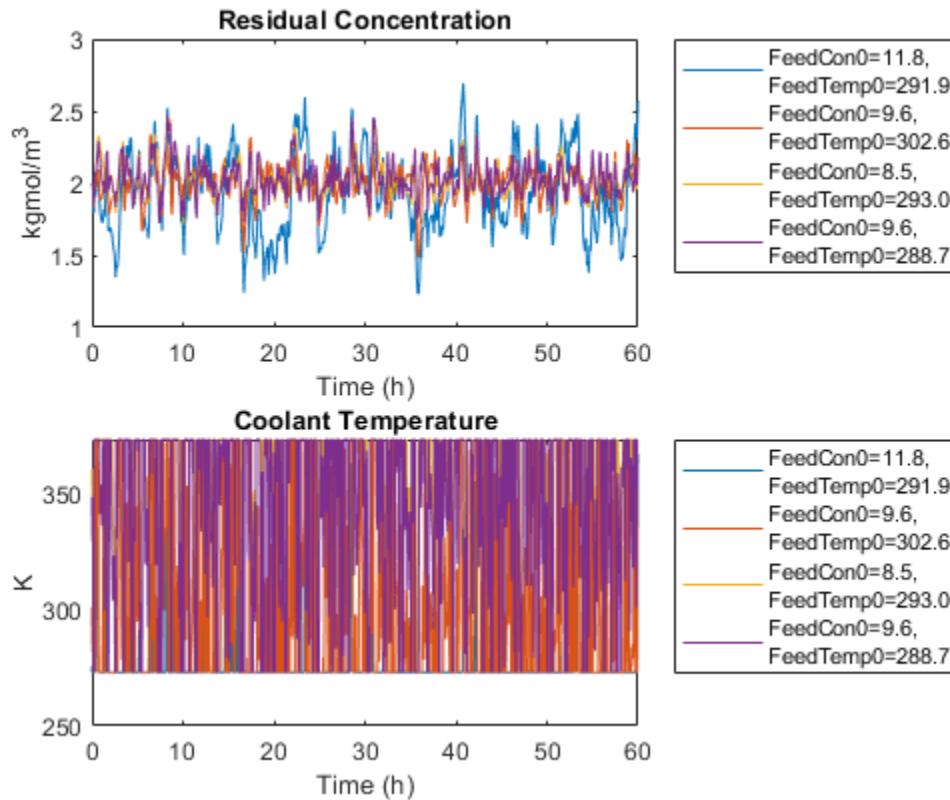 Residual Concentration
3
2.5
2
1.5
1
kgmol/m³
0 10 20 30 40 50 60
Time (h)
FeedCon0=11.8,
FeedTemp0=291.9
FeedCon0=9.6,
FeedTemp0=302.6
FeedCon0=8.5,
FeedTemp0=293.0
FeedCon0=9.6,
FeedTemp0=288.7
Coolant Temperature
350
300
250
K
0 10 20 30 40 50 60
Time (h)
FeedCon0=11.8,
FeedTemp0=291.9
FeedCon0=9.6,
FeedTemp0=302.6
FeedCon0=8.5,
FeedTemp0=293.0
FeedCon0=9.6,
FeedTemp0=288.7